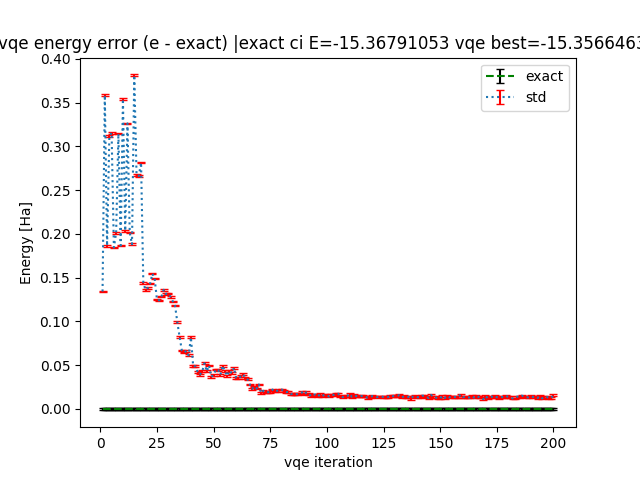 vqe energy error (e - exact) |exact ci E=-15.36791053 vqe best=-15.3566463
0.40
0.35
0.30
0.25
0.20
0.15
0.10
0.05
0.00
Energy [Ha]
exact
std
0 25 50 75 100 125 150 175 200
vqe iteration